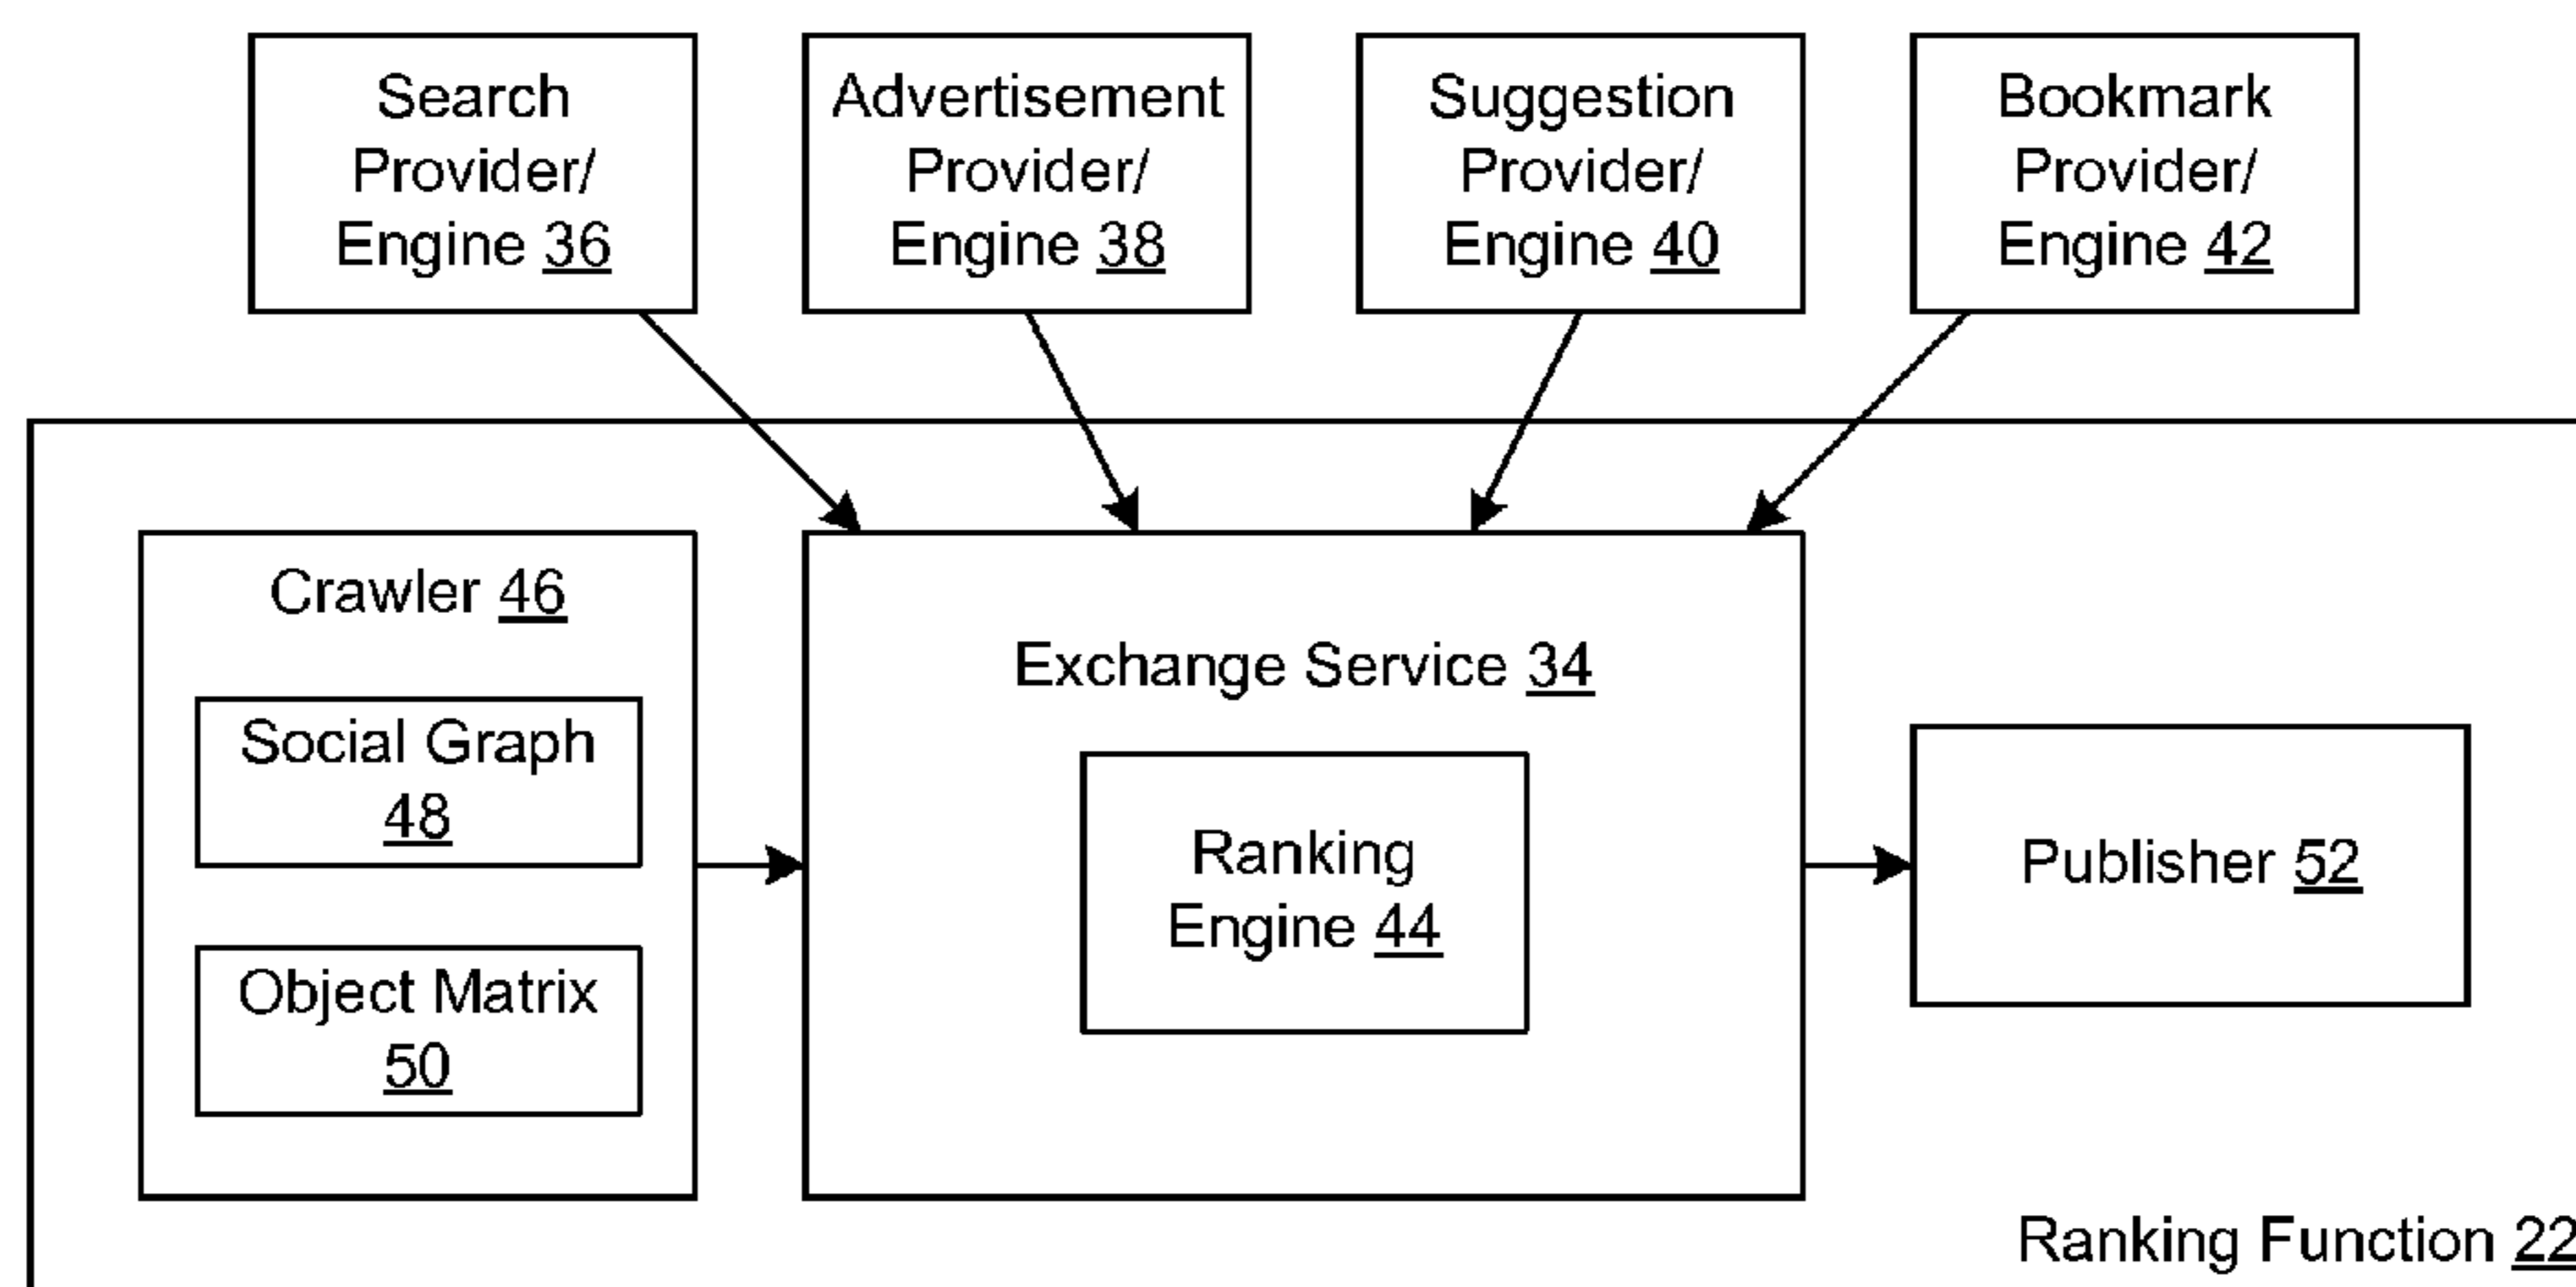 Search
Provider/
Engine 36
Advertisement
Provider/
Engine 38
Suggestion
Provider/
Engine 40
Bookmark
Provider/
Engine 42
Crawler 46
Social Graph
48
Object Matrix
50
Exchange Service 34
Ranking
Engine 44
Publisher 52
Ranking Function 22